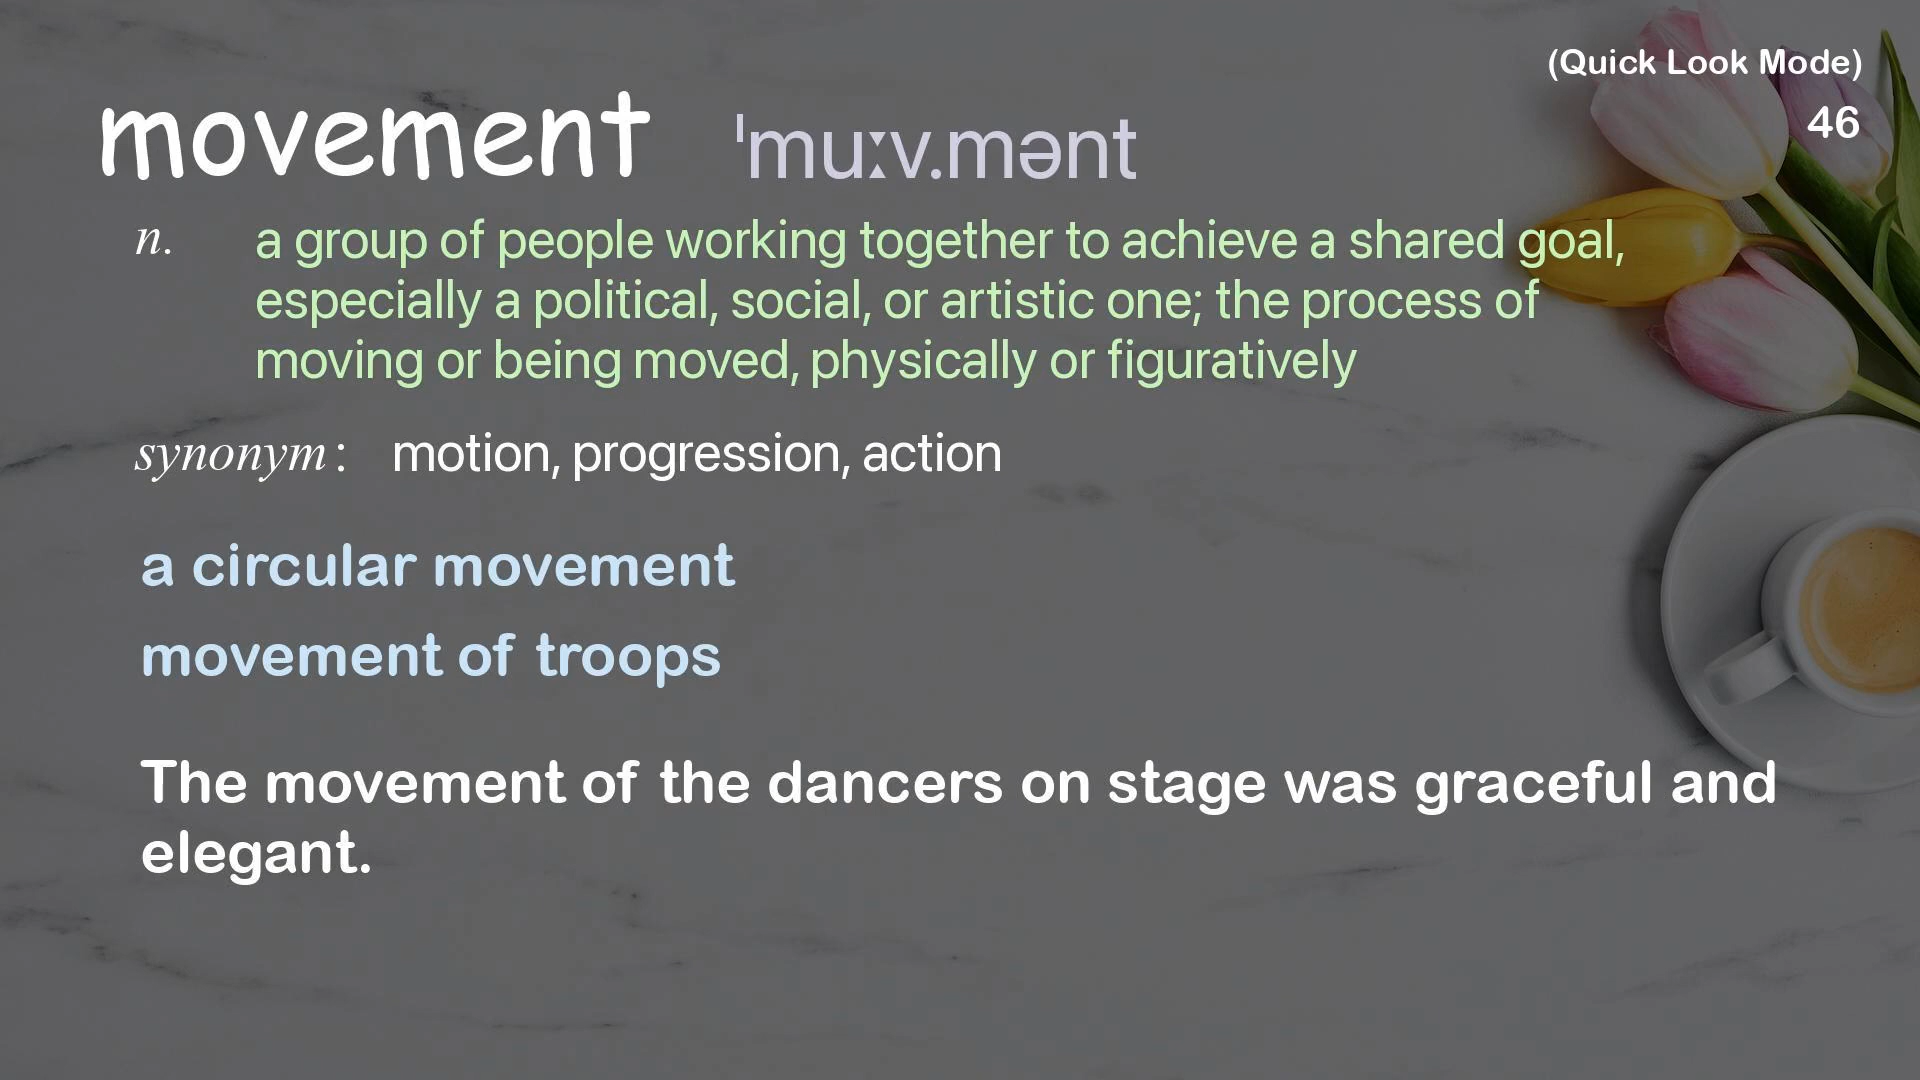 (Quick Look Mode)
46
movement ˈmuːv.mənt
n. a group of people working together to achieve a shared goal,
especially a political, social, or artistic one; the process of
moving or being moved, physically or figuratively
synonym: motion, progression, action
a circular movement
movement of troops
The movement of the dancers on stage was graceful and
elegant.